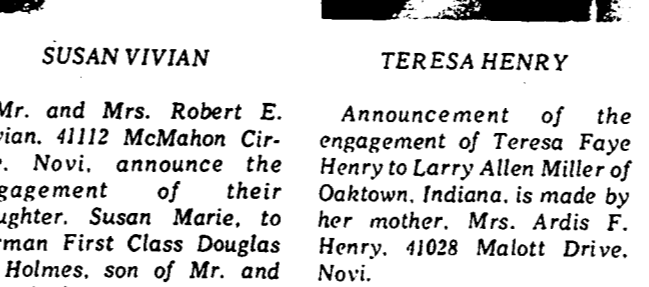 SUSAN VIVIAN
Mr. and Mrs. Robert E.
vian, 41112 McMahon Cir-
e, Novi, announce the
gagement of their
ughter, Susan Marie, to
rman First Class Douglas
Holmes, son of Mr. and
TERESA HENRY
Announcement of the
engagement of Teresa Faye
Henry to Larry Allen Miller of
Oaktown, Indiana, is made by
her mother, Mrs. Ardis F.
Henry, 41028 Malott Drive,
Novi.